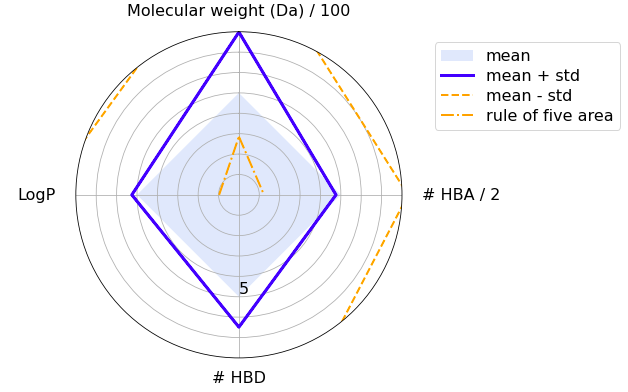 Molecular weight (Da) / 100
mean
mean + std
mean - std
rule of five area
LogP
# HBA / 2
5
# HBD